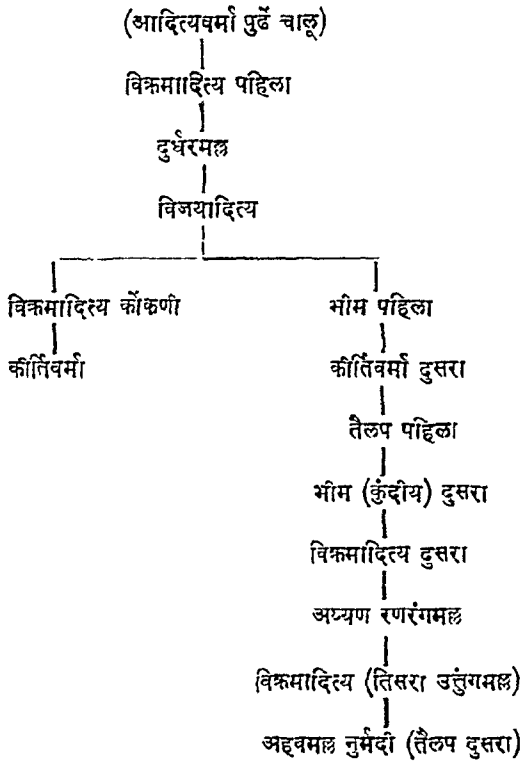 (आदित्यवर्मा पुढें चालू)
विक्रमादित्य पहिला
दुर्धरमल्ल
विजयादित्य
विक्रमादित्य कोंकणी
भीम पहिला
कीर्तिवर्मा
कीर्तिवर्मा दुसरा
तैलप पहिला
भीम (कुंदीय) दुसरा
विक्रमादित्य दुसरा
अय्यण रणरंगमल्ल
विक्रमादित्य (तिसरा उत्तुंगमल्ल)
अहवमल्ल नुर्मदी (तैलप दुसरा)